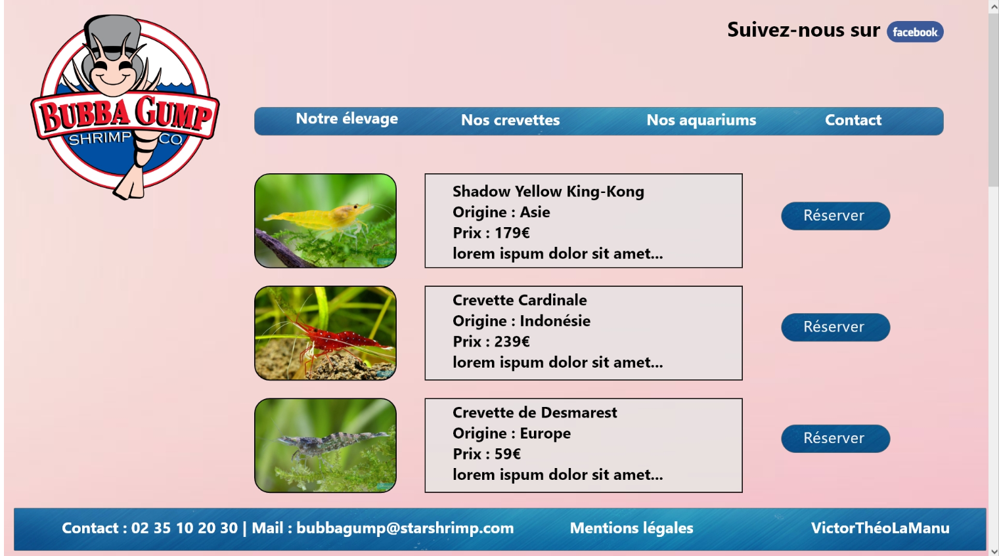 Suivez-nous sur facebook
BUBBA GUMP
SHRIMP CO.
Notre élevage Nos crevettes Nos aquariums Contact
Shadow Yellow King-Kong
Origine : Asie
Prix : 179€
lorem ispum dolor sit amet...
Réserver
Crevette Cardinale
Origine : Indonésie
Prix : 239€
lorem ispum dolor sit amet...
Réserver
Crevette de Desmarest
Origine : Europe
Prix : 59€
lorem ispum dolor sit amet...
Réserver
Contact : 02 35 10 20 30 | Mail : bubbagump@starshrimp.com Mentions légales VictorThéoLaManu